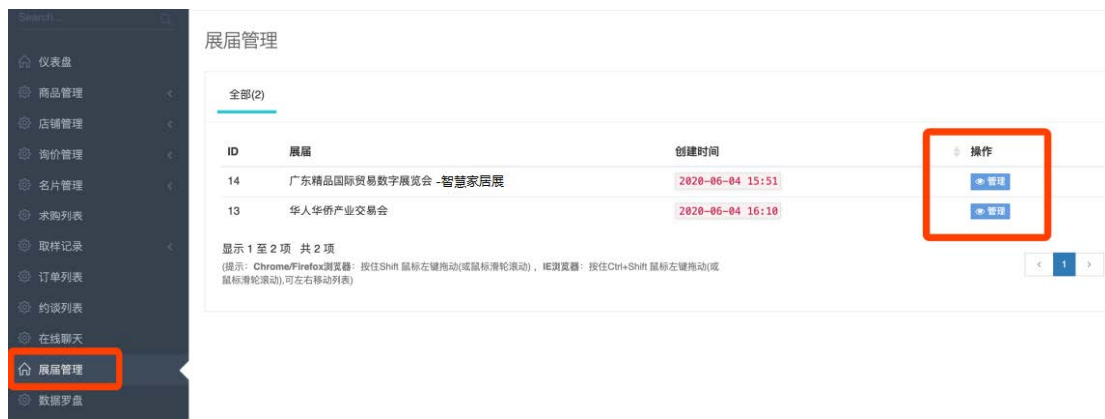 Search...
仪表盘
商品管理
店铺管理
询价管理
名片管理
求购列表
取样记录
订单列表
约谈列表
在线聊天
展届管理
数据罗盘
展届管理
全部(2)
ID 展届 创建时间 操作
14 广东精品国际贸易数字展览会 -智慧家居展 2020-06-04 15:51 管理
13 华人华侨产业交易会 2020-06-04 16:10 管理
显示 1 至 2 项 共 2 项
(提示：Chrome/Firefox浏览器：按住Shift 鼠标左键拖动(或鼠标滑轮滚动) ，IE浏览器：按住Ctrl+Shift 鼠标左键拖动(或
鼠标滑轮滚动),可左右移动列表)
< 1 >